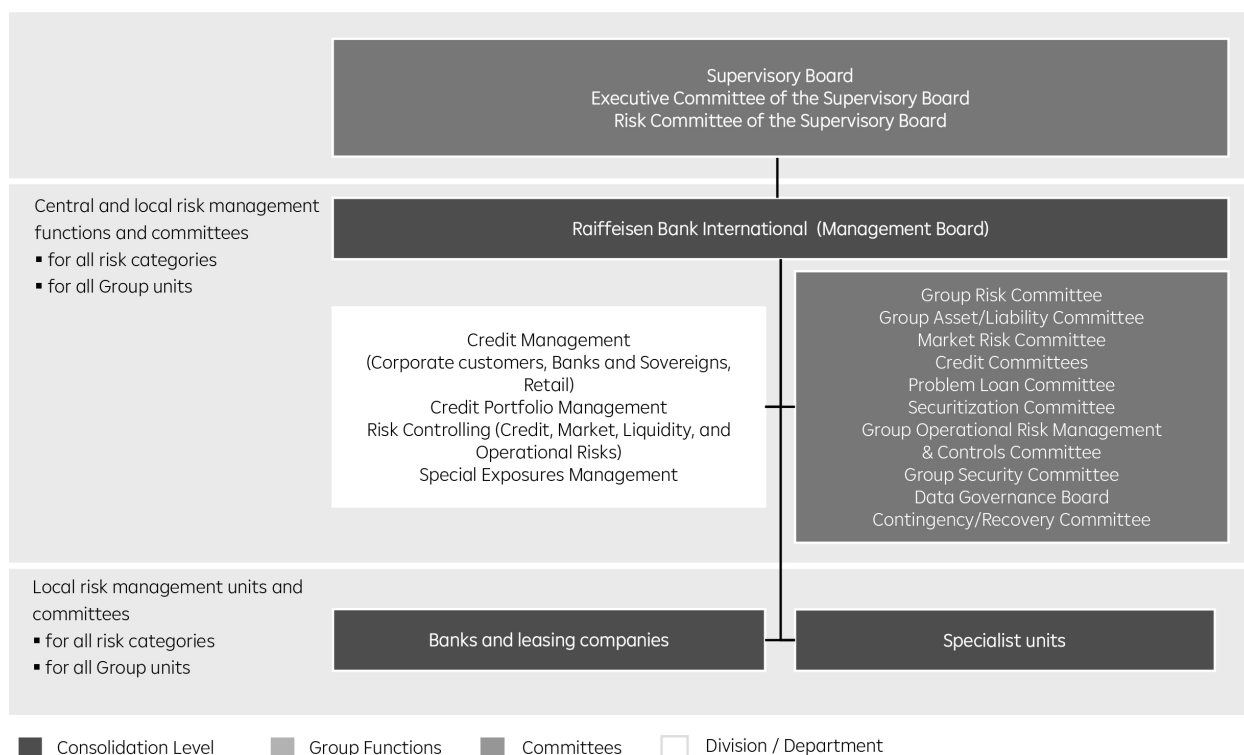 Supervisory Board
Executive Committee of the Supervisory Board
Risk Committee of the Supervisory Board
Central and local risk management
functions and committees
▪ for all risk categories
▪ for all Group units
Raiffeisen Bank International (Management Board)
Credit Management
(Corporate customers, Banks and Sovereigns,
Retail)
Credit Portfolio Management
Risk Controlling (Credit, Market, Liquidity, and
Operational Risks)
Special Exposures Management
Group Risk Committee
Group Asset/Liability Committee
Market Risk Committee
Credit Committees
Problem Loan Committee
Securitization Committee
Group Operational Risk Management
& Controls Committee
Group Security Committee
Data Governance Board
Contingency/Recovery Committee
Local risk management units and
committees
▪ for all risk categories
▪ for all Group units
Banks and leasing companies
Specialist units
Consolidation Level
Group Functions
Committees
Division / Department